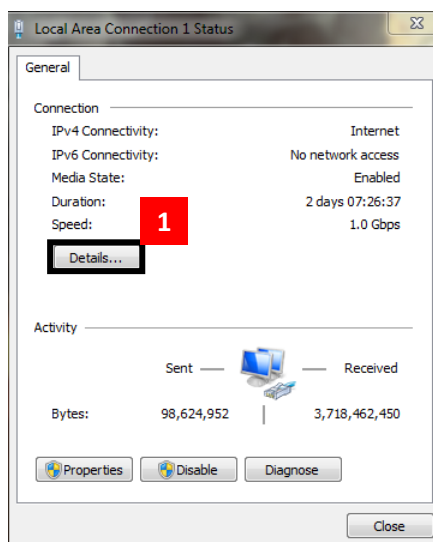 Local Area Connection 1 Status
General
Connection
IPv4 Connectivity: Internet
IPv6 Connectivity: No network access
Media State: Enabled
Duration: 2 days 07:26:37
Speed: 1.0 Gbps
1
Details...
Activity
Sent Received
Bytes: 98,624,952 3,718,462,450
Properties Disable Diagnose
Close